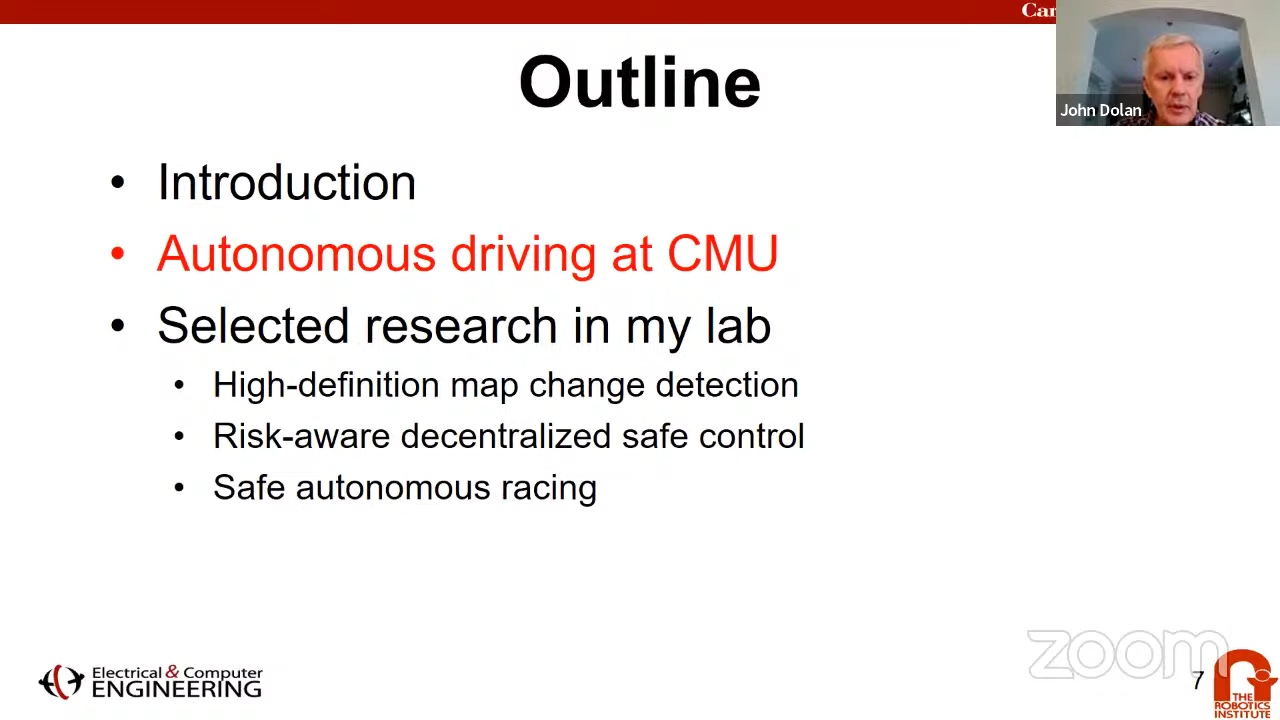 Car
Outline
John Dolan
• Introduction
• Autonomous driving at CMU
• Selected research in my lab
• High-definition map change detection
• Risk-aware decentralized safe control
• Safe autonomous racing
Electrical & Computer
ENGINEERING
zoom
7
THE
ROBOTICS
INSTITUTE